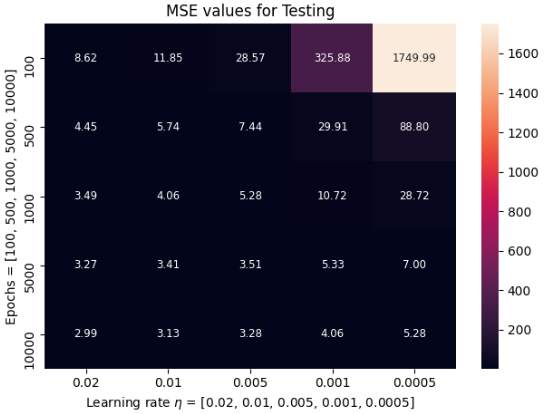 MSE values for Testing
Epochs = [100, 500, 1000, 5000, 10000]
100 8.62 11.85 28.57 325.88 1749.99
500 4.45 5.74 7.44 29.91 88.80
1000 3.49 4.06 5.28 10.72 28.72
5000 3.27 3.41 3.51 5.33 7.00
10000 2.99 3.13 3.28 4.06 5.28
0.02 0.01 0.005 0.001 0.0005
Learning rate η = [0.02, 0.01, 0.005, 0.001, 0.0005]
1600
1400
1200
1000
800
600
400
200